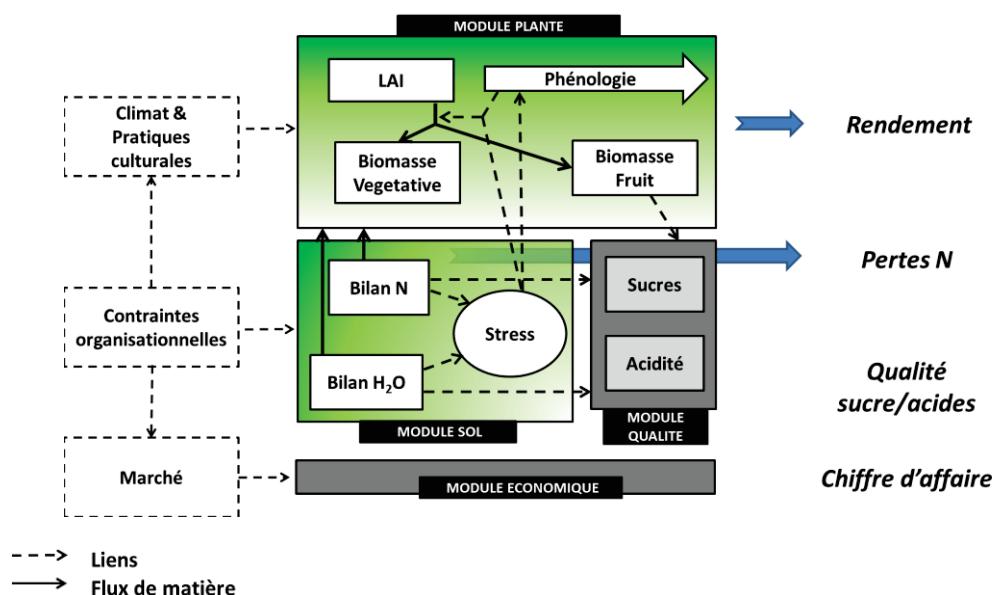 MODULE PLANTE
LAI
Phénologie
Climat &
Pratiques
culturales
Rendement
Biomasse
Vegetative
Biomasse
Fruit
Pertes N
Bilan N
Sucres
Contraintes
organisationnelles
Stress
Acidité
Bilan H₂O
Qualité
sucre/acides
MODULE SOL
MODULE
QUALITE
Marché
MODULE ECONOMIQUE
Chiffre d’affaire
Liens
Flux de matière